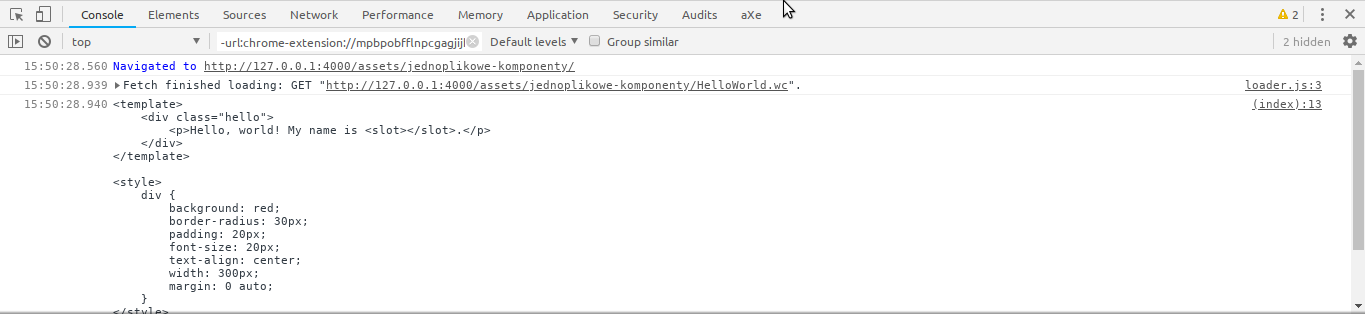 Console Elements Sources Network Performance Memory Application Security Audits aXe 2
top -url:chrome-extension://mpbpobfflnpcgagjijl Default levels Group similar 2 hidden
15:50:28.560 Navigated to http://127.0.0.1:4000/assets/jednoplikowe-komponenty/
15:50:28.939 Fetch finished loading: GET "http://127.0.0.1:4000/assets/jednoplikowe-komponenty/HelloWorld.wc". loader.js:3
15:50:28.940 <template> (index):13
<div class="hello">
<p>Hello, world! My name is <slot></slot>.</p>
</div>
</template>
<style>
div {
background: red;
border-radius: 30px;
padding: 20px;
font-size: 20px;
text-align: center;
width: 300px;
margin: 0 auto;
}
</style>